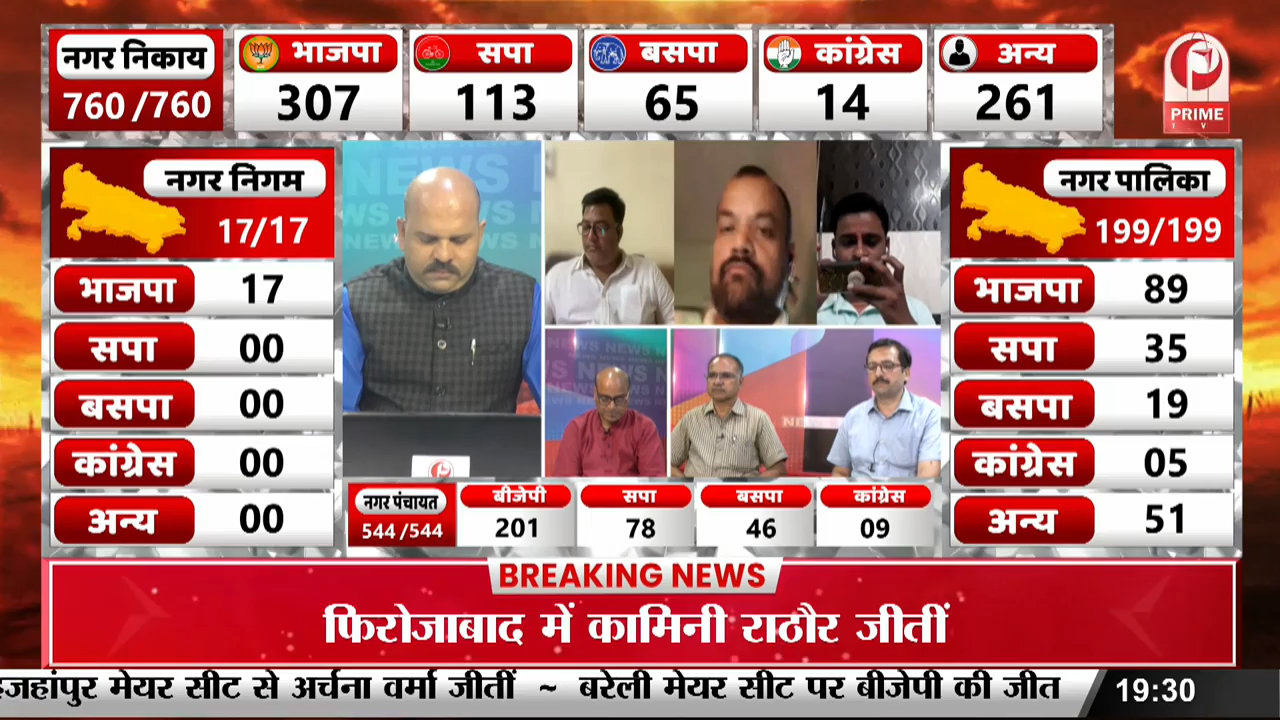 नगर निकाय
760/760
भाजपा
307
सपा
113
बसपा
65
कांग्रेस
14
अन्य
261
PRIME
TV
नगर निगम
17/17
भाजपा 17
सपा 00
बसपा 00
कांग्रेस 00
अन्य 00
NEWS
नगर पालिका
199/199
भाजपा 89
सपा 35
बसपा 19
कांग्रेस 05
अन्य 51
नगर पंचायत
544/544
बीजेपी
201
सपा
78
बसपा
46
कांग्रेस
09
BREAKING NEWS
फिरोजाबाद में कामिनी राठौर जीतीं
जहांपुर मेयर सीट से अर्चना वर्मा जीतीं ~ बरेली मेयर सीट पर बीजेपी की जीत
19:30